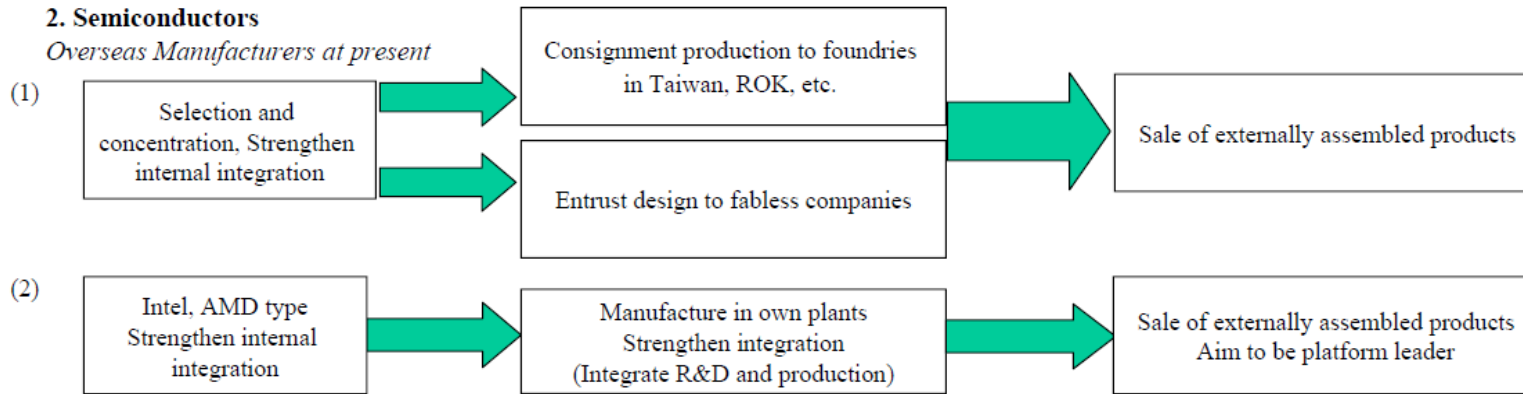 2. Semiconductors
Overseas Manufacturers at present
(1)
Selection and
concentration, Strengthen
internal integration
Consignment production to foundries
in Taiwan, ROK, etc.
Entrust design to fabless companies
Sale of externally assembled products
(2)
Intel, AMD type
Strengthen internal
integration
Manufacture in own plants
Strengthen integration
(Integrate R&D and production)
Sale of externally assembled products
Aim to be platform leader